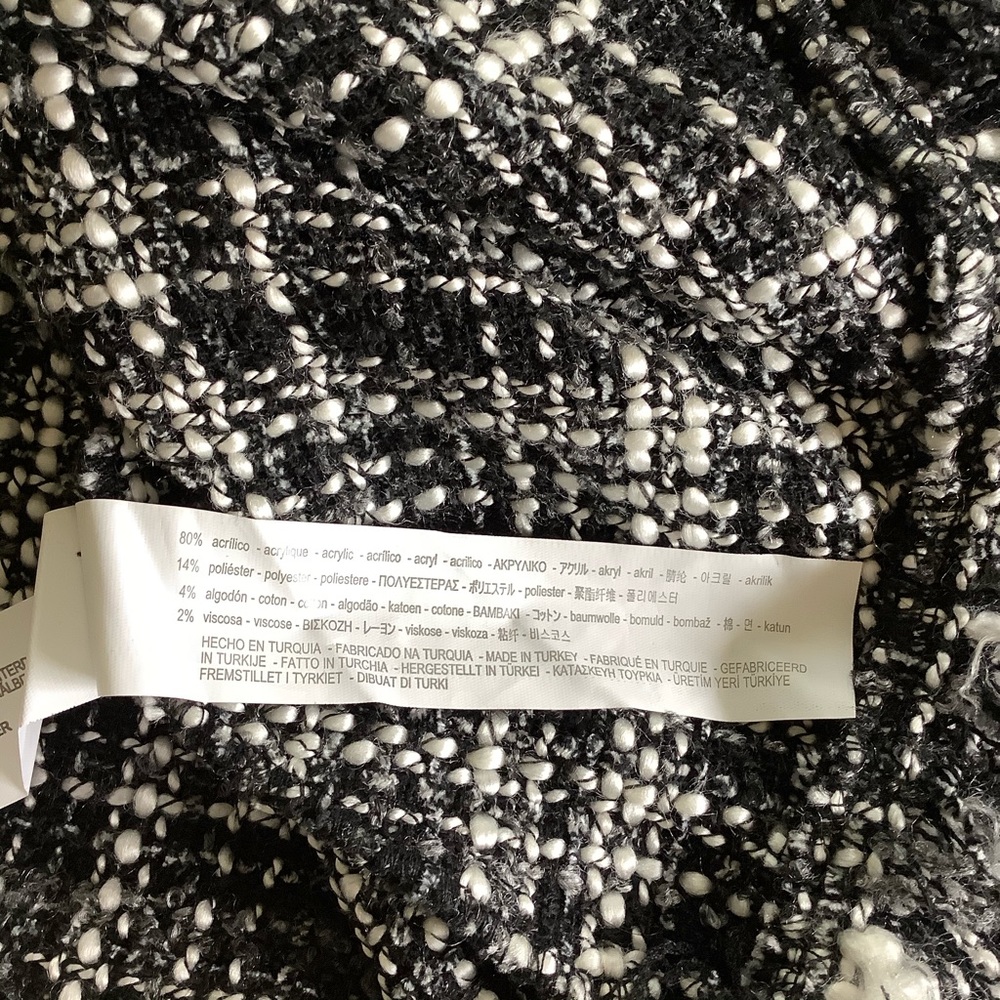 80% acrílico - acrylique - acrylic - acrílico - acryl - acrilico - ΑΚΡΥΛΙΚΟ - アクリル - akryl - akril - 腈纶 - 아크릴 - akrilik
14% poliéster - polyester - poliestere - ΠΟΛΥΕΣΤΕΡΑΣ - ポリエステル - poliester - 聚酯纤维 - 폴리에스터
4% algodón - coton - cotton - algodão - katoen - cotone - BAMBAKI - コットン - baumwolle - bomuld - bombaž - 棉 - 면 - katun
2% viscosa - viscose - ΒΙΣΚΟΖΗ - レーヨン - viskose - viskoza - 粘纤 - 비스코스
HECHO EN TURQUIA - FABRICADO NA TURQUIA - MADE IN TURKEY - FABRIQUÉ EN TURQUIE - GEFABRICEERD
IN TURKIJE - FATTO IN TURCHIA - HERGESTELLT IN TÜRKEI - ΚΑΤΑΣΚΕΥΗ ΤΟΥΡΚΙΑ - ÜRETİM YERİ TÜRKİYE
FREMSTILLET I TYRKIET - DIBUAT DI TURKI